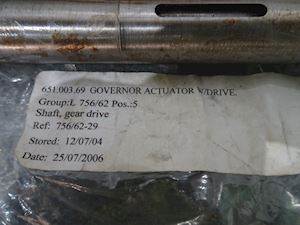 651.003.69 GOVERNOR ACTUATOR W/DRIVE.
Group:L 756/62 Pos.:5
Shaft, gear drive
Ref: 756/62-29
Stored: 12/07/04
Date: 25/07/2006